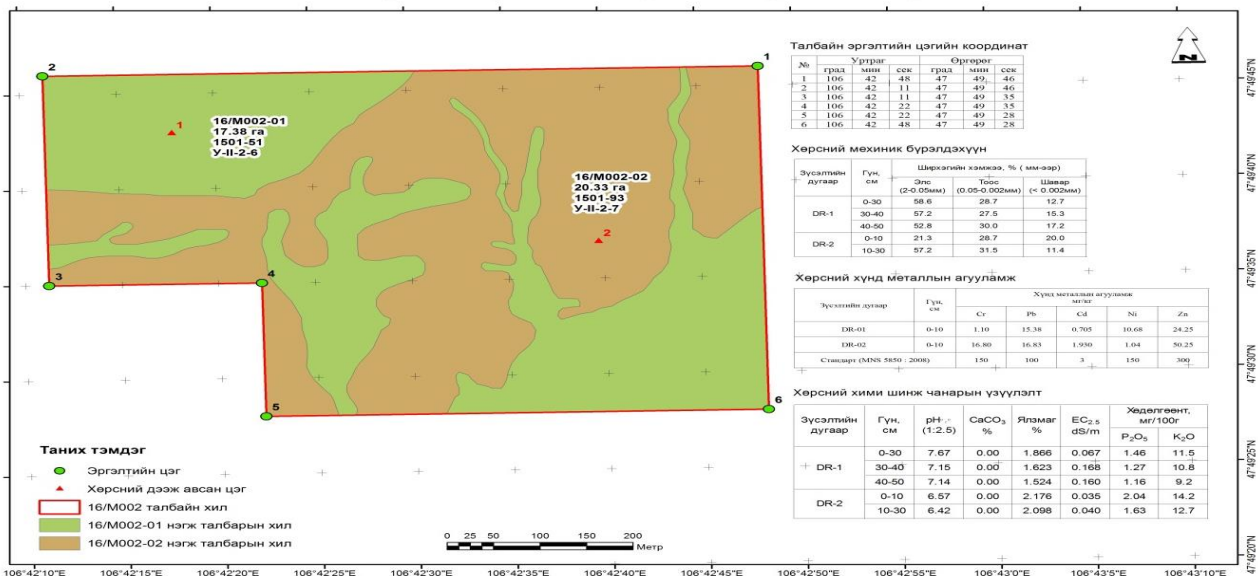 2
1
1
16/М002-01
17.38 га
1501-51
У-II-2-6
16/М002-02
20.33 га
1501-93
У-II-2-7
2
3
4
5
6
N
Талбайн эргэлтийн цэгийн координат
№ Уртраг Өргөрөг
град мин сек град мин сек
1 106 42 48 47 49 46
2 106 42 11 47 49 46
3 106 42 11 47 49 35
4 106 42 22 47 49 35
5 106 42 22 47 49 28
6 106 42 48 47 49 28
Хөрсний мехиник бүрэлдэхүүн
Зүсэлтийн дугаар Гүн, см Ширхэгийн хэмжээ, % ( мм-ээр)
Элс (2-0.05мм) Тоос (0.05-0.002мм) Шавар (< 0.002мм)
DR-1 0-30 58.6 28.7 12.7
30-40 57.2 27.5 15.3
40-50 52.8 30.0 17.2
DR-2 0-10 21.3 28.7 20.0
10-30 57.2 31.5 11.4
Хөрсний хүнд металлын агууламж
Зүсэлтийн дугаар Гүн, см Хүнд металлын агууламж мг/кг
Cr Pb Cd Ni Zn
DR-01 0-10 1.10 15.38 0.705 10.68 24.25
DR-02 0-10 16.80 16.83 1.930 1.04 50.25
Стандарт (MNS 5850 : 2008) 150 100 3 150 300
Хөрсний хими шинж чанарын үзүүлэлт
Зүсэлтийн дугаар Гүн, см pH (1:2.5) CaCO₃ % Ялзмаг % EC₂.₅ dS/m Хөдөлгөөнт, мг/100г
P₂O₅ K₂O
DR-1 0-30 7.67 0.00 1.866 0.067 1.46 11.5
30-40 7.15 0.00 1.623 0.168 1.27 10.8
40-50 7.14 0.00 1.524 0.160 1.16 9.2
DR-2 0-10 6.57 0.00 2.176 0.035 2.04 14.2
10-30 6.42 0.00 2.098 0.040 1.63 12.7
Таних тэмдэг
Эргэлтийн цэг
Хөрсний дээж авсан цэг
16/М002 талбайн хил
16/М002-01 нэгж талбарын хил
16/М002-02 нэгж талбарын хил
0 25 50 100 150 200
Метр
47°49'45"N
47°49'40"N
47°49'35"N
47°49'30"N
47°49'25"N
47°49'20"N
106°42'10"E 106°42'15"E 106°42'20"E 106°42'25"E 106°42'30"E 106°42'35"E 106°42'40"E 106°42'45"E 106°42'50"E 106°42'55"E 106°43'0"E 106°43'5"E 106°43'10"E